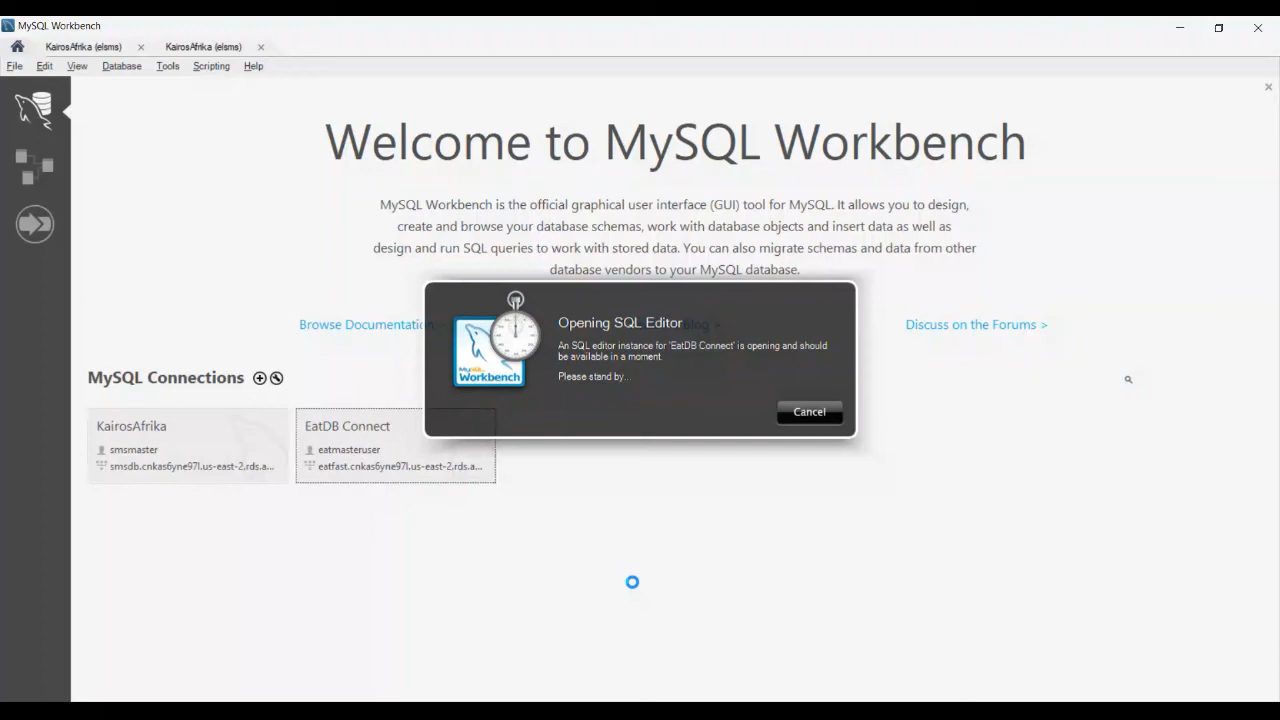 MySQL Workbench
KairosAfrika (elsms)
KairosAfrika (elsms)
File Edit View Database Tools Scripting Help
Welcome to MySQL Workbench
MySQL Workbench is the official graphical user interface (GUI) tool for MySQL. It allows you to design,
create and browse your database schemas, work with database objects and insert data as well as
design and run SQL queries to work with stored data. You can also migrate schemas and data from other
database vendors to your MySQL database.
Browse Documentation
Discuss on the Forums >
Opening SQL Editor
An SQL editor instance for 'EatDB Connect' is opening and should
be available in a moment.
Please stand by...
Cancel
MySQL
Workbench
MySQL Connections
KairosAfrika
smsmaster
smsdb.cnkas6yne97l.us-east-2.rds.a...
EatDB Connect
eatmasteruser
eatfast.cnkas6yne97l.us-east-2.rds.a...